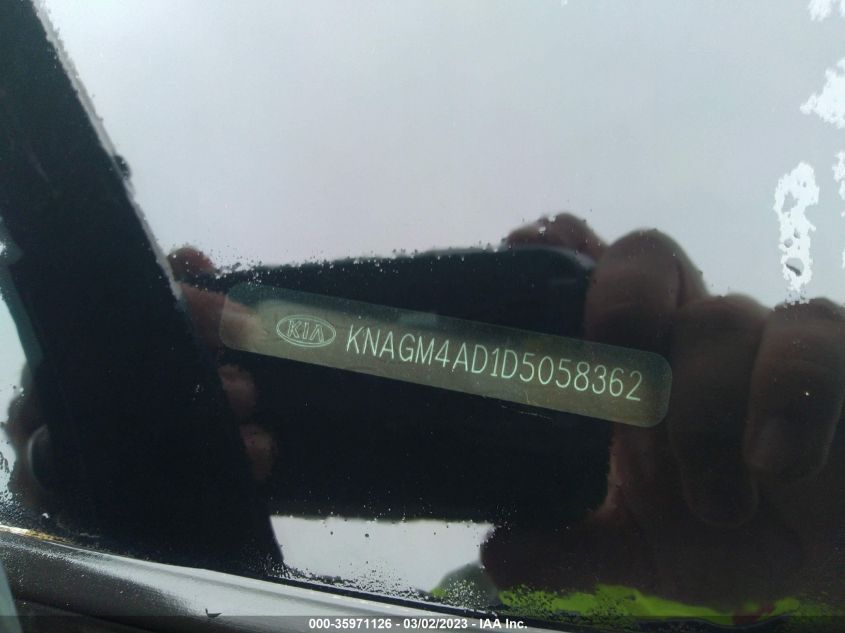 KIA KNAGM4AD1D5058362
000-35971126 - 03/02/2023 - IAA Inc.